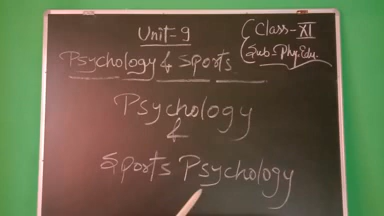 Unit-9
Class-XI
Sub. Phy. Edu.
Psychology & Sports
Psychology
&
Sports Psychology